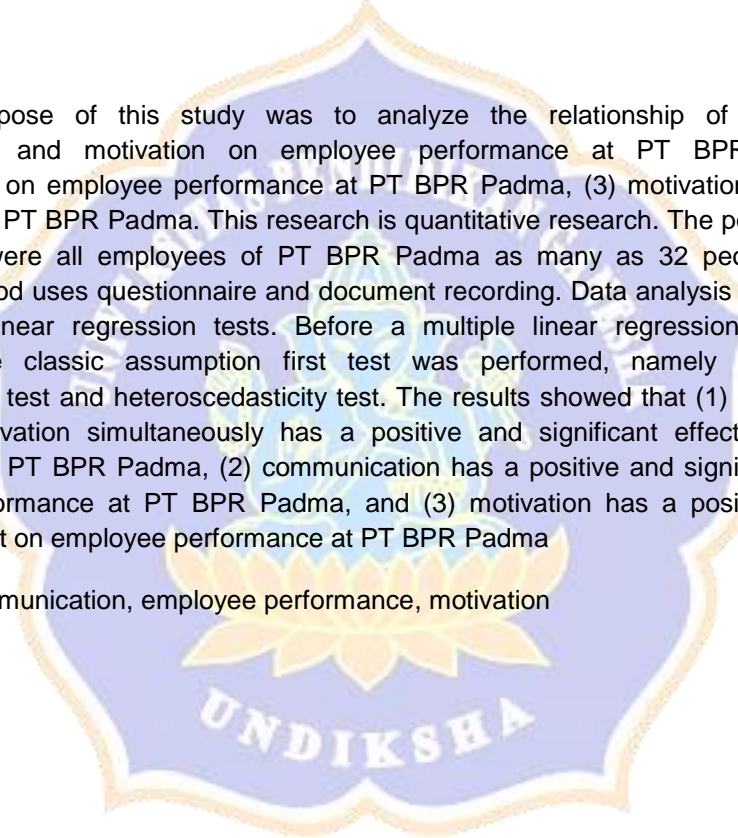 pose of this study was to analyze the relationship of
and motivation on employee performance at PT BPR
on employee performance at PT BPR Padma, (3) motivation
PT BPR Padma. This research is quantitative research. The
were all employees of PT BPR Padma as many as 32
od uses questionnaire and document recording. Data analysis
near regression tests. Before a multiple linear regression
classic assumption first test was performed, namely
test and heteroscedasticity test. The results showed that (1)
vation simultaneously has a positive and significant effect
PT BPR Padma, (2) communication has a positive and signi
ormance at PT BPR Padma, and (3) motivation has a posi
t on employee performance at PT BPR Padma
munication, employee performance, motivation
UNIVERSITAS PENDIDIKAN GANESHA
UNDIKSHA